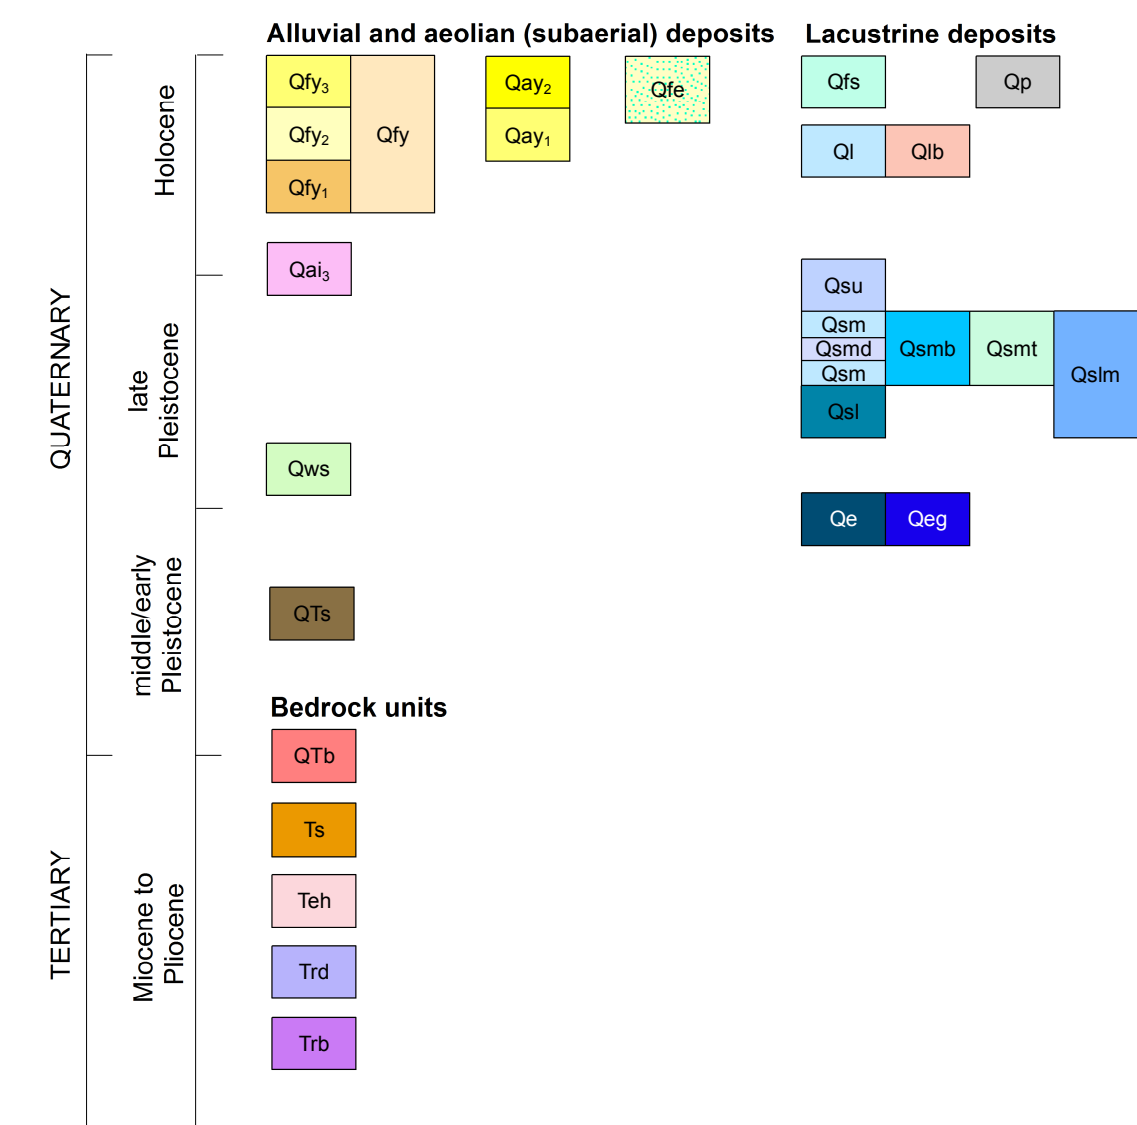 Alluvial and aeolian (subaerial) deposits
Lacustrine deposits
QUATERNARY
Holocene
late
Pleistocene
middle/early
Pleistocene
TERTIARY
Miocene to
Pliocene
Qfy3
Qfy2
Qfy1
Qfy
Qay2
Qay1
Qfe
Qfs
Qp
Ql
Qlb
Qai3
Qsu
Qsm
Qsmd
Qsm
Qsmb
Qsmt
Qslm
Qsl
Qws
Qe
Qeg
QTs
Bedrock units
QTb
Ts
Teh
Trd
Trb